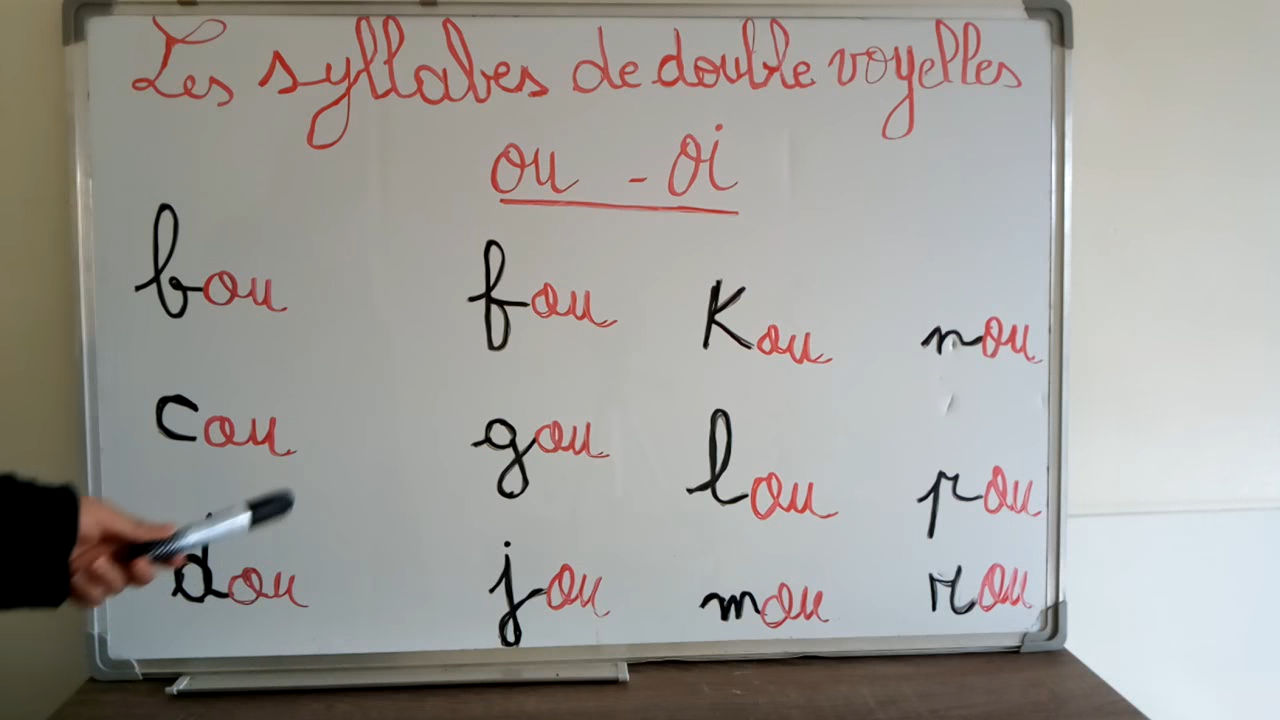 Les syllabes de double voyelles
ou - oi
bou fou Kou nou
cou gou lou pou
dou jou mou rou